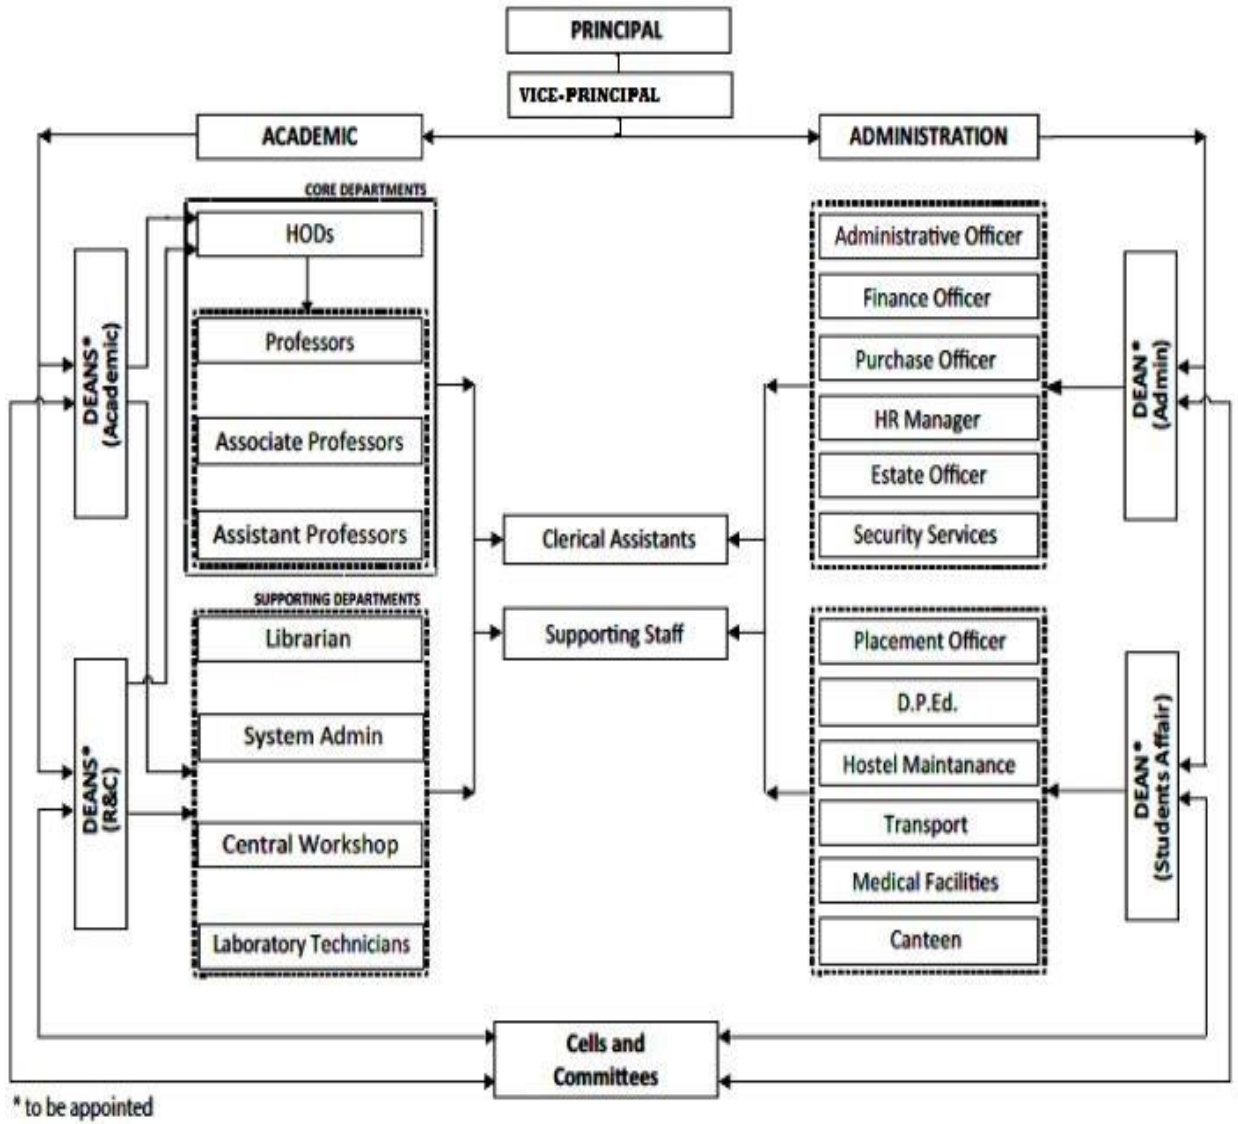 PRINCIPAL
VICE-PRINCIPAL
ACADEMIC
ADMINISTRATION
CORE DEPARTMENTS
HODs
Professors
Associate Professors
Assistant Professors
SUPPORTING DEPARTMENTS
Librarian
System Admin
Central Workshop
Laboratory Technicians
DEANS*
(Academic)
DEANS*
(R&C)
Clerical Assistants
Supporting Staff
Administrative Officer
Finance Officer
Purchase Officer
HR Manager
Estate Officer
Security Services
Placement Officer
D.P.Ed.
Hostel Maintanance
Transport
Medical Facilities
Canteen
DEAN*
(Admin)
DEAN*
(Students Affair)
Cells and
Committees
* to be appointed